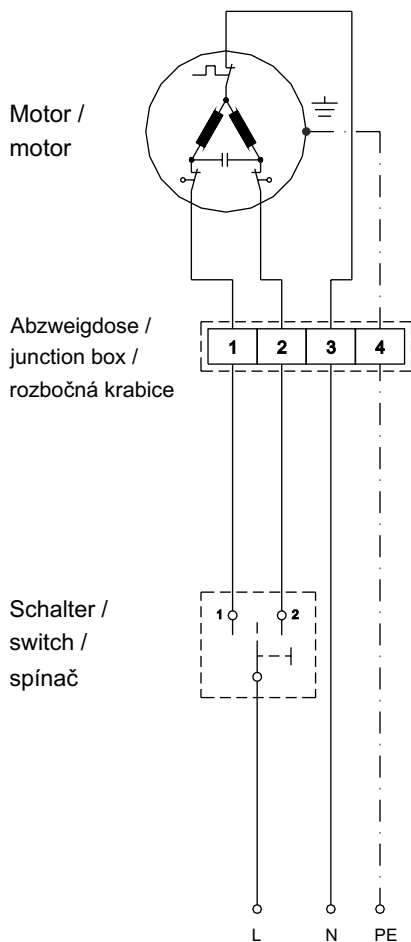 Motor /
motor
Abzweigdose /
junction box /
rozbočná krabice
1 2 3 4
Schalter /
switch /
spínač
1 2
L N PE